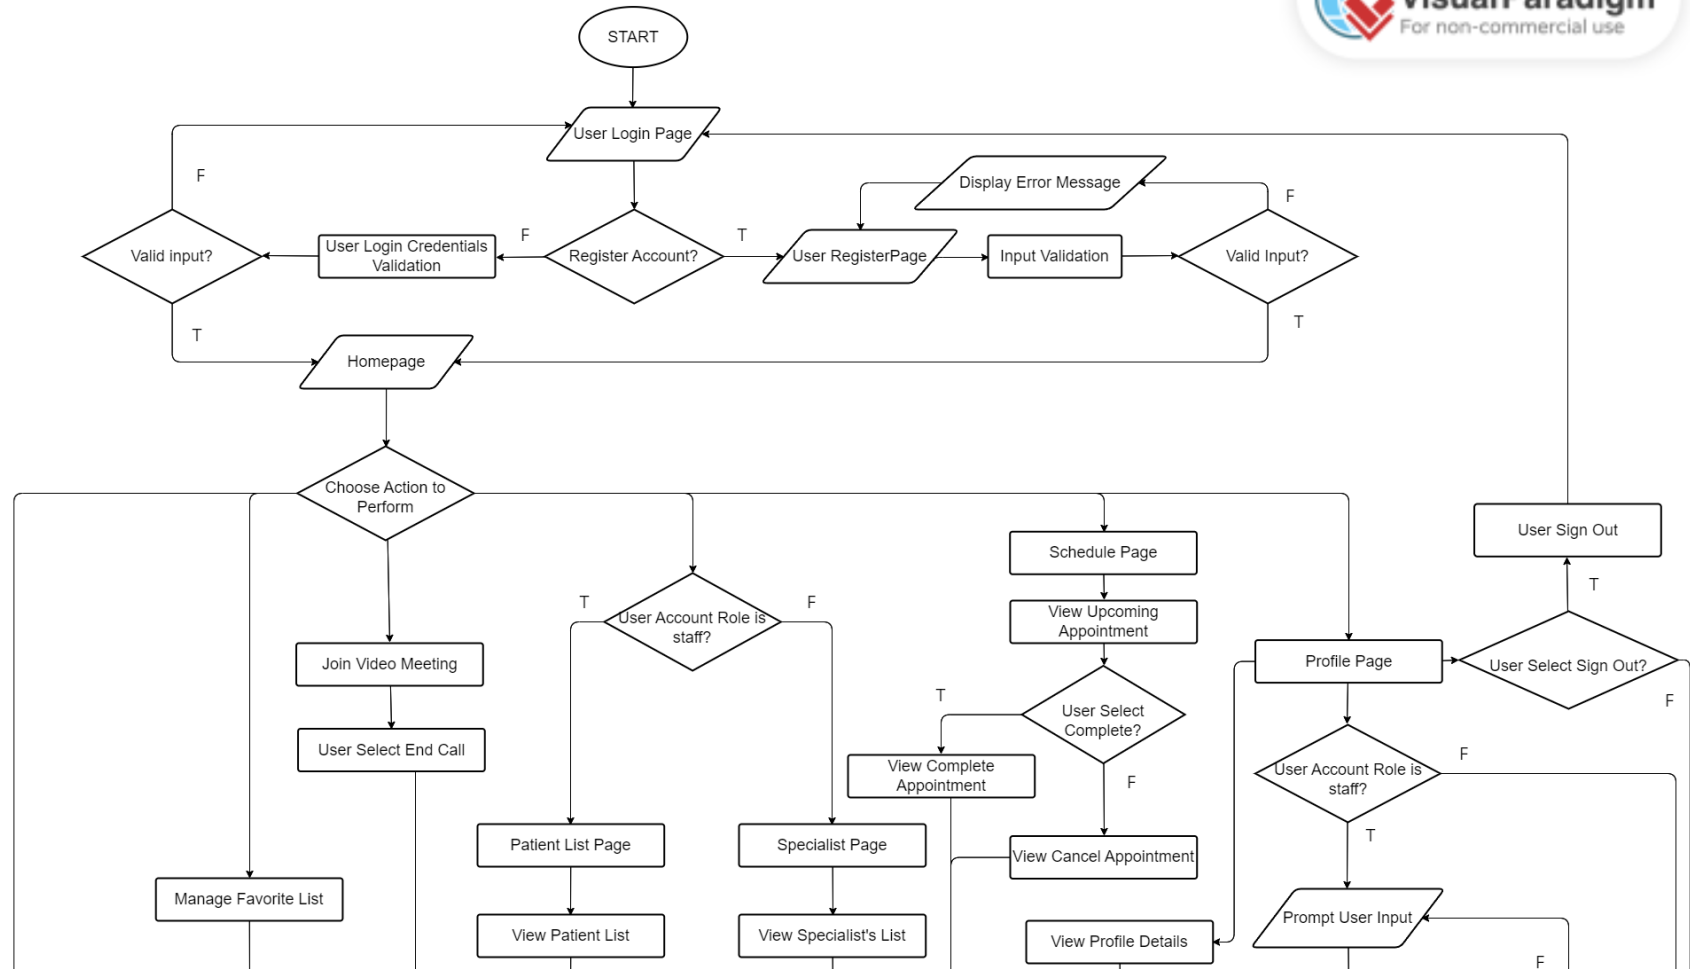 VisualParadigm
For non-commercial use
START
User Login Page
Display Error Message
F
F
Valid input?
User Login Credentials
Validation
F
Register Account?
T
User RegisterPage
Input Validation
Valid Input?
T
T
Homepage
Choose Action to
Perform
User Sign Out
Schedule Page
T
T
User Account Role is
staff?
F
View Upcoming
Appointment
Join Video Meeting
Profile Page
User Select Sign Out?
F
T
User Select
Complete?
User Select End Call
View Complete
Appointment
F
User Account Role is
staff?
F
T
Patient List Page
Specialist Page
View Cancel Appointment
Manage Favorite List
Prompt User Input
View Patient List
View Specialist's List
View Profile Details
F